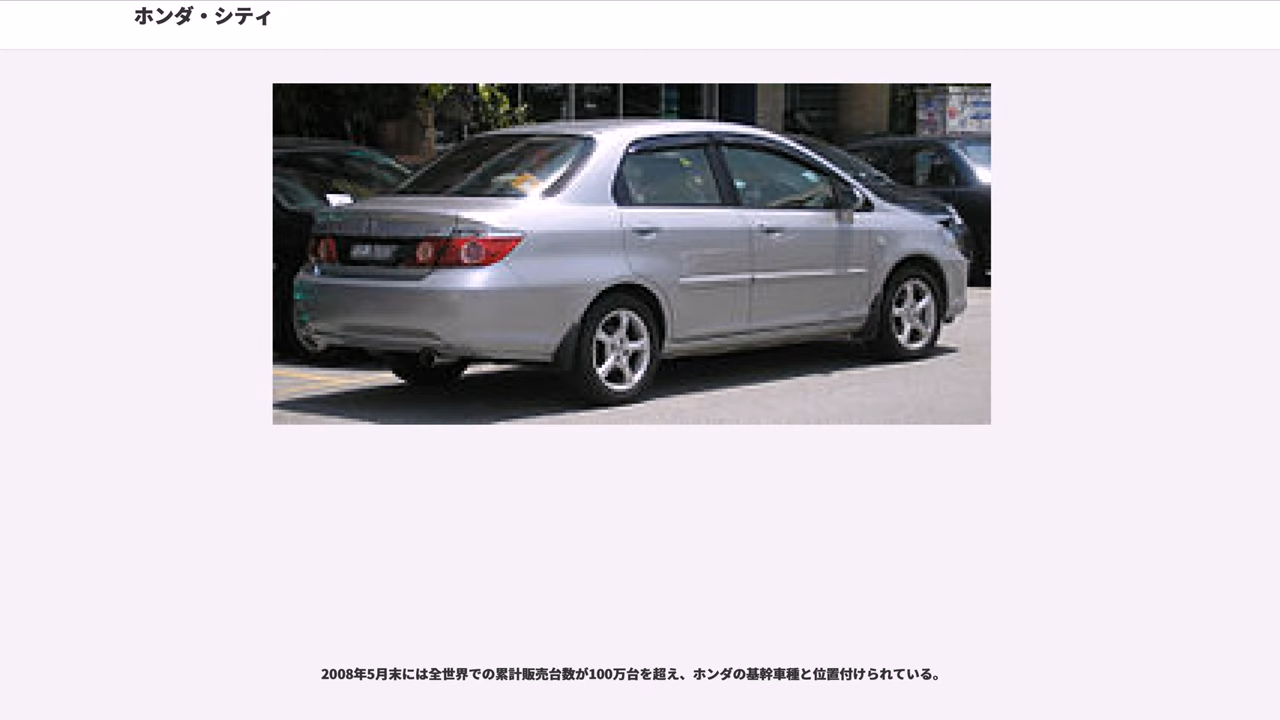 ホンダ・シティ
2008年5月末には全世界での累計販売台数が100万台を超え、ホンダの基幹車種と位置付けられている。